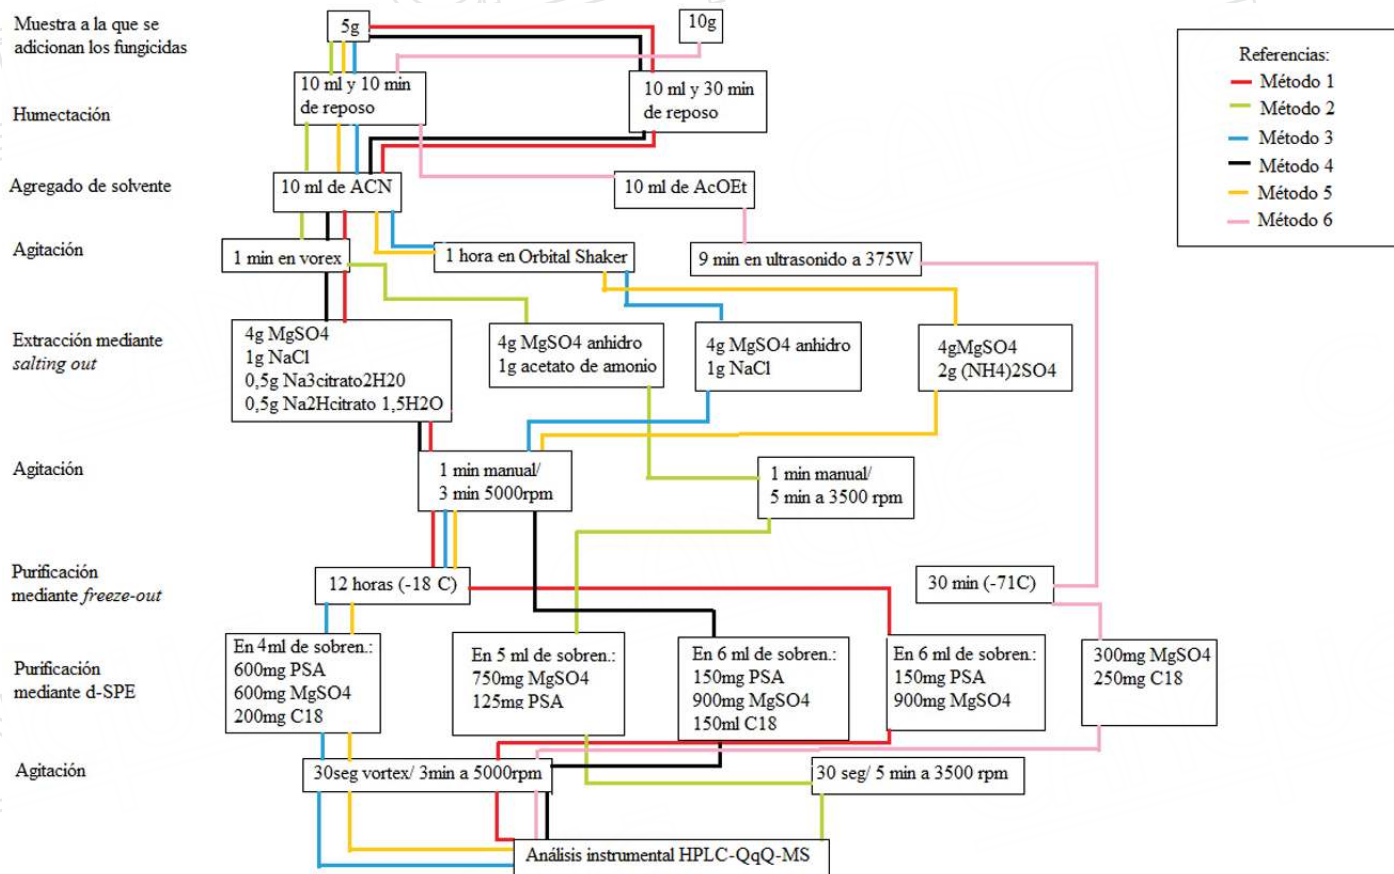 Muestra a la que se
adicionan los fungicidas
5g
10g
Referencias:
Método 1
Método 2
Método 3
Método 4
Método 5
Método 6
Humectación
10 ml y 10 min
de reposo
10 ml y 30 min
de reposo
Agregado de solvente
10 ml de ACN
10 ml de AcOEt
Agitación
1 min en vorex
1 hora en Orbital Shaker
9 min en ultrasonido a 375W
Extracción mediante
salting out
4g MgSO4
1g NaCl
0,5g Na3citrato2H20
0,5g Na2Hcitrato 1,5H2O
4g MgSO4 anhidro
1g acetato de amonio
4g MgSO4 anhidro
1g NaCl
4gMgSO4
2g (NH4)2SO4
Agitación
1 min manual/
3 min 5000rpm
1 min manual/
5 min a 3500 rpm
Purificación
mediante freeze-out
12 horas (-18 C)
30 min (-71C)
Purificación
mediante d-SPE
En 4ml de sobren.:
600mg PSA
600mg MgSO4
200mg C18
En 5 ml de sobren.:
750mg MgSO4
125mg PSA
En 6 ml de sobren.:
150mg PSA
900mg MgSO4
150ml C18
En 6 ml de sobren.:
150mg PSA
900mg MgSO4
300mg MgSO4
250mg C18
Agitación
30seg vortex/ 3min a 5000rpm
30 seg/ 5 min a 3500 rpm
Análisis instrumental HPLC-QqQ-MS